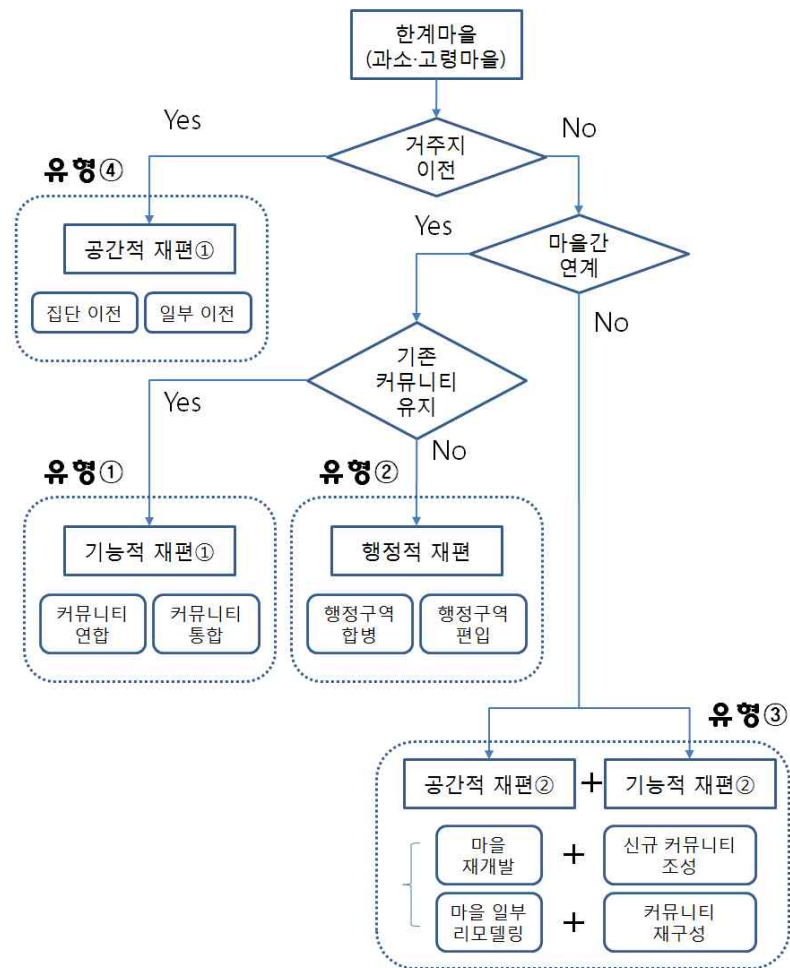 한계마을
(과소·고령마을)
Yes
거주지
이전
No
유형④
공간적 재편①
집단 이전
일부 이전
Yes
마을간
연계
No
기존
커뮤니티
유지
Yes
No
유형①
기능적 재편①
커뮤니티
연합
커뮤니티
통합
유형②
행정적 재편
행정구역
합병
행정구역
편입
유형③
공간적 재편②
+
기능적 재편②
마을
재개발
+
신규 커뮤니티
조성
마을 일부
리모델링
+
커뮤니티
재구성